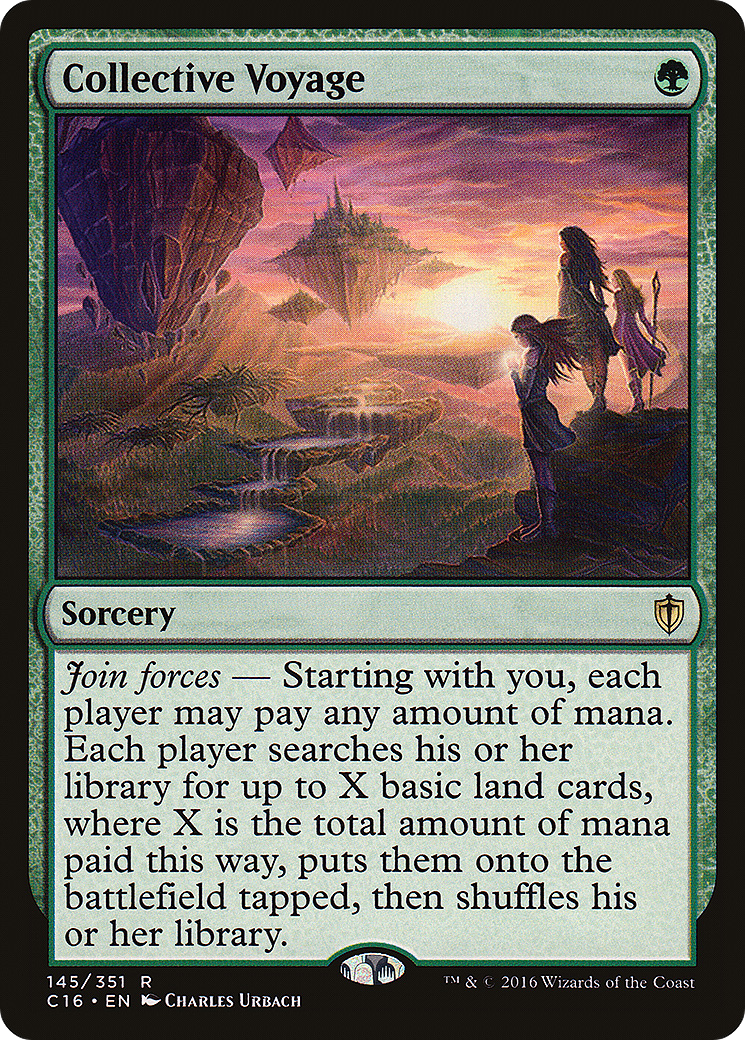 Collective Voyage
Sorcery
Join forces — Starting with you, each
player may pay any amount of mana.
Each player searches his or her
library for up to X basic land cards,
where X is the total amount of mana
paid this way, puts them onto the
battlefield tapped, then shuffles his
or her library.
145/351 R
C16 • EN Charles Urbach
™ & © 2016 Wizards of the Coast